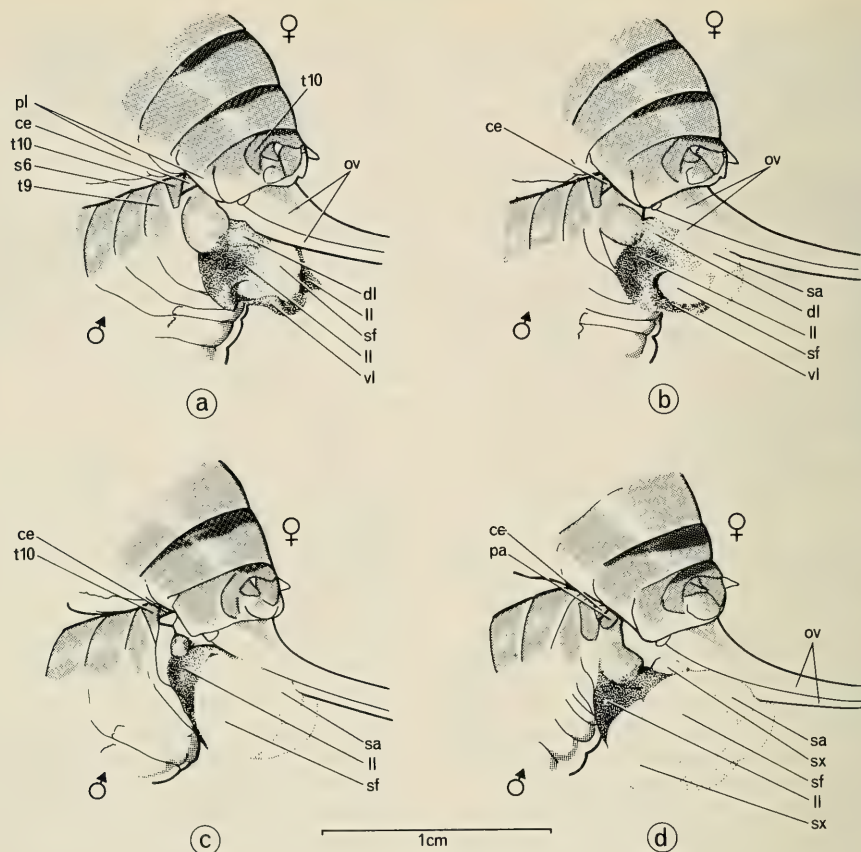 ♀
t10
pl
ce
t10
s6
t9
ov
dl
ll
sf
ll
vl
♂
a
♀
ce
ov
sa
dl
ll
sf
vl
♂
b
♀
ce
t10
sa
ll
sf
♂
c
♀
ce
pa
ov
sa
sx
sf
ll
sx
♂
d
1cm